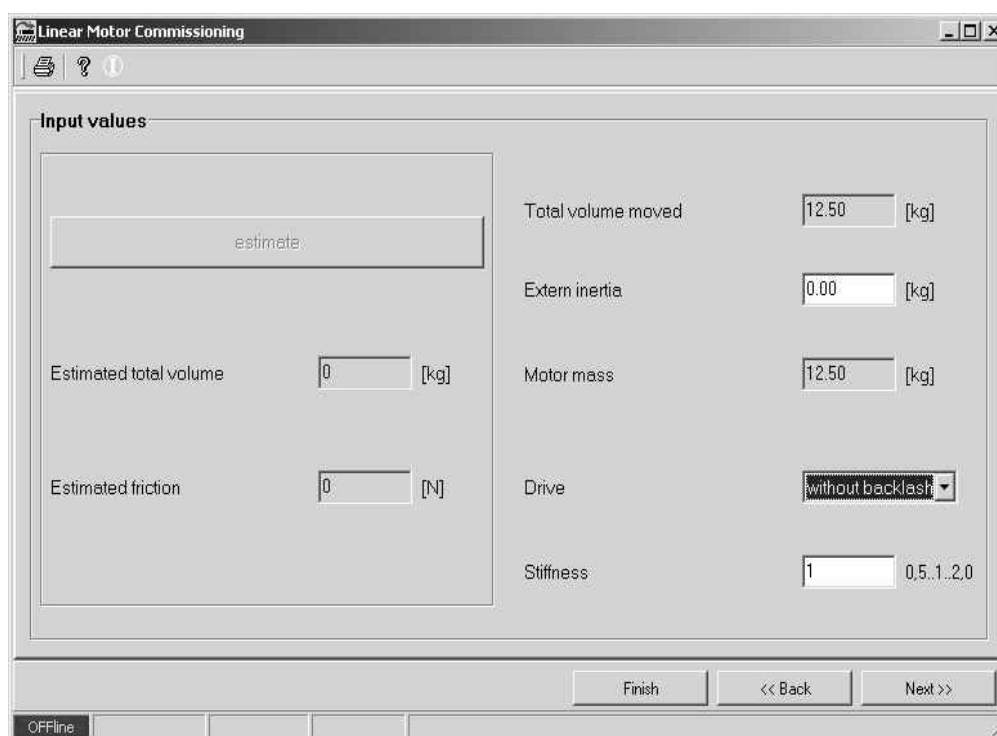 Linear Motor Commissioning
Input values
estimate
Estimated total volume 0 [kg]
Estimated friction 0 [N]
Total volume moved 12.50 [kg]
Extern inertia 0.00 [kg]
Motor mass 12.50 [kg]
Drive without backlash
Stiffness 1 0,5..1..2,0
Finish << Back Next >>
OFFline